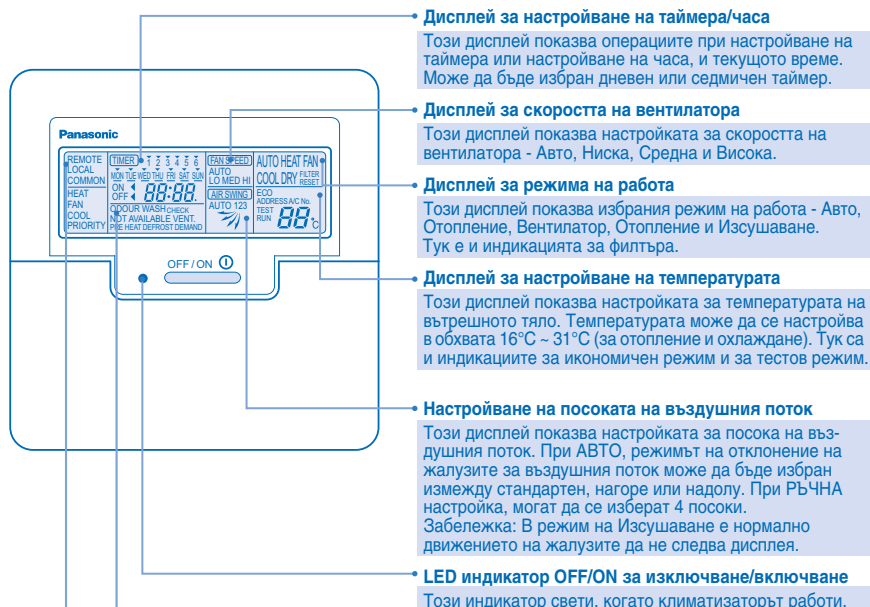 Дисплей за настройване на таймера/часа
Този дисплей показва операциите при настройване на
таймера или настройване на часа, и текущото време.
Може да бъде избран дневен или седмичен таймер.
Дисплей за скоростта на вентилатора
Този дисплей показва настройката за скоростта на
вентилатора - Авто, Ниска, Средна и Висока.
Дисплей за режима на работа
Този дисплей показва избрания режим на работа - Авто,
Отопление, Вентилатор, Отопление и Изсушаване.
Тук е и индикацията за филтъра.
Дисплей за настройване на температурата
Този дисплей показва настройката за температурата на
вътрешното тяло. Температурата може да се настройва
в обхвата 16°C ~ 31°C (за отопление и охлаждане). Тук са
и индикациите за икономичен режим и за тестов режим.
Настройване на посоката на въздушния поток
Този дисплей показва настройката за посока на въз-
душния поток. При АВТО, режимът на отклонение на
жалузите за въздушния поток може да бъде избран
измежду стандартен, нагоре или надолу. При РЪЧНА
настройка, могат да се изберат 4 посоки.
Забележка: В режим на Изсушаване е нормално
движението на жалузите да не следва дисплея.
LED индикатор OFF/ON за изключване/включване
Този индикатор свети, когато климатизаторът работи.
Panasonic
REMOTE
LOCAL
COMMON
HEAT
FAN
COOL
PRIORITY
TIMER 1 2 3 4 5 6
MON TUE WED THU FRI SAT SUN
ON
OFF 88:88.
ODOUR WASH CHECK
NOT AVAILABLE VENT.
PRE HEAT DEFROST DEMAND
FAN SPEED
AUTO
LO MED HI
AIR SWING
AUTO 123
AUTO HEAT FAN
COOL DRY FILTER RESET
ECO
ADDRESS A/C No.
TEST
RUN 88°C
OFF / ON